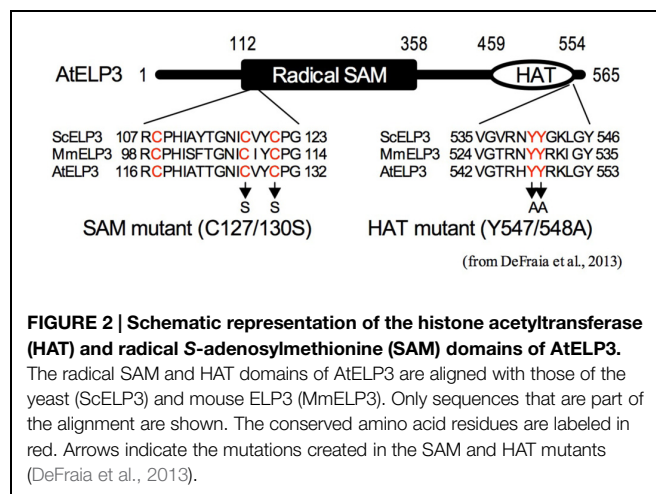 112 358 459 554
AtELP3 1 Radical SAM HAT 565
ScELP3 107 RCPHIAYTGNICVYCPG 123
MmELP3 98 RCPHISFTGNICIYCPG 114
AtELP3 116 RCPHIATTGNICVYCPG 132
S S
SAM mutant (C127/130S)
ScELP3 535 VGVRNYYGKLGY 546
MmELP3 524 VGTRNYYRKIGY 535
AtELP3 542 VGTRHYYRKLGY 553
AA
HAT mutant (Y547/548A)
(from DeFraia et al., 2013)
FIGURE 2 | Schematic representation of the histone acetyltransferase
(HAT) and radical S-adenosylmethionine (SAM) domains of AtELP3.
The radical SAM and HAT domains of AtELP3 are aligned with those of the
yeast (ScELP3) and mouse ELP3 (MmELP3). Only sequences that are part of
the alignment are shown. The conserved amino acid residues are labeled in
red. Arrows indicate the mutations created in the SAM and HAT mutants
(DeFraia et al., 2013).